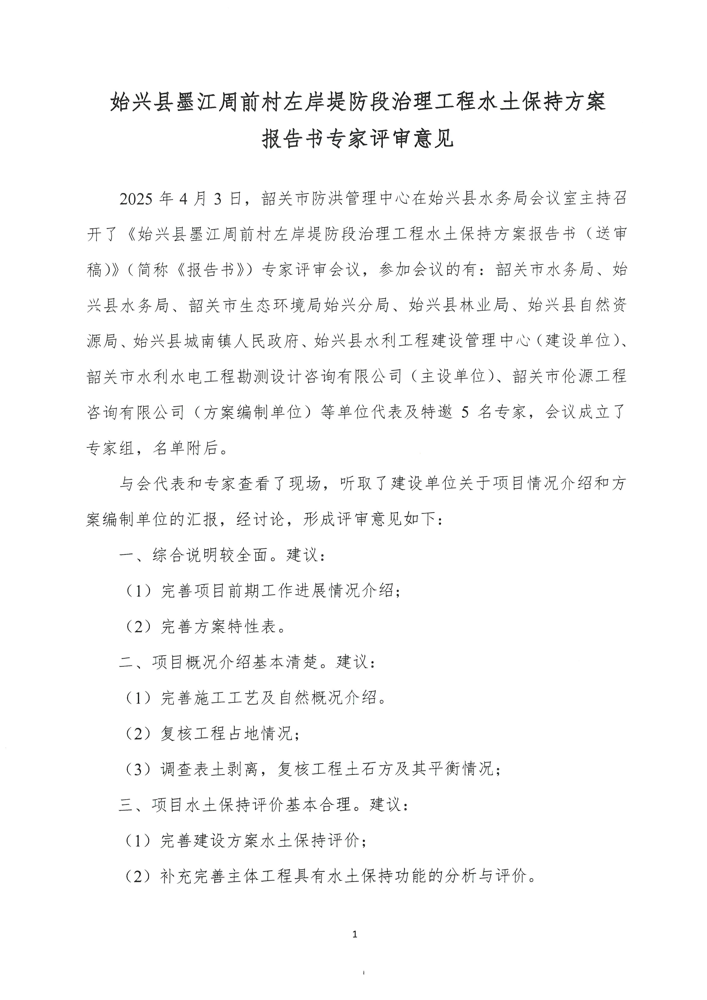 始兴县墨江周前村左岸堤防段治理工程水土保持方案
报告书专家评审意见
2025 年 4 月 3 日，韶关市防洪管理中心在始兴县水务局会议室主持召
开了《始兴县墨江周前村左岸堤防段治理工程水土保持方案报告书（送审
稿）》（简称《报告书》）专家评审会议，参加会议的有：韶关市水务局、始
兴县水务局、韶关市生态环境局始兴分局、始兴县林业局、始兴县自然资
源局、始兴县城南镇人民政府、始兴县水利工程建设管理中心（建设单位）、
韶关市水利水电工程勘测设计咨询有限公司（主设单位）、韶关市伦源工程
咨询有限公司（方案编制单位）等单位代表及特邀 5 名专家，会议成立了
专家组，名单附后。
与会代表和专家查看了现场，听取了建设单位关于项目情况介绍和方
案编制单位的汇报，经讨论，形成评审意见如下：
一、综合说明较全面。建议：
（1）完善项目前期工作进展情况介绍；
（2）完善方案特性表。
二、项目概况介绍基本清楚。建议：
（1）完善施工工艺及自然概况介绍。
（2）复核工程占地情况；
（3）调查表土剥离，复核工程土石方及其平衡情况；
三、项目水土保持评价基本合理。建议：
（1）完善建设方案水土保持评价；
（2）补充完善主体工程具有水土保持功能的分析与评价。
1